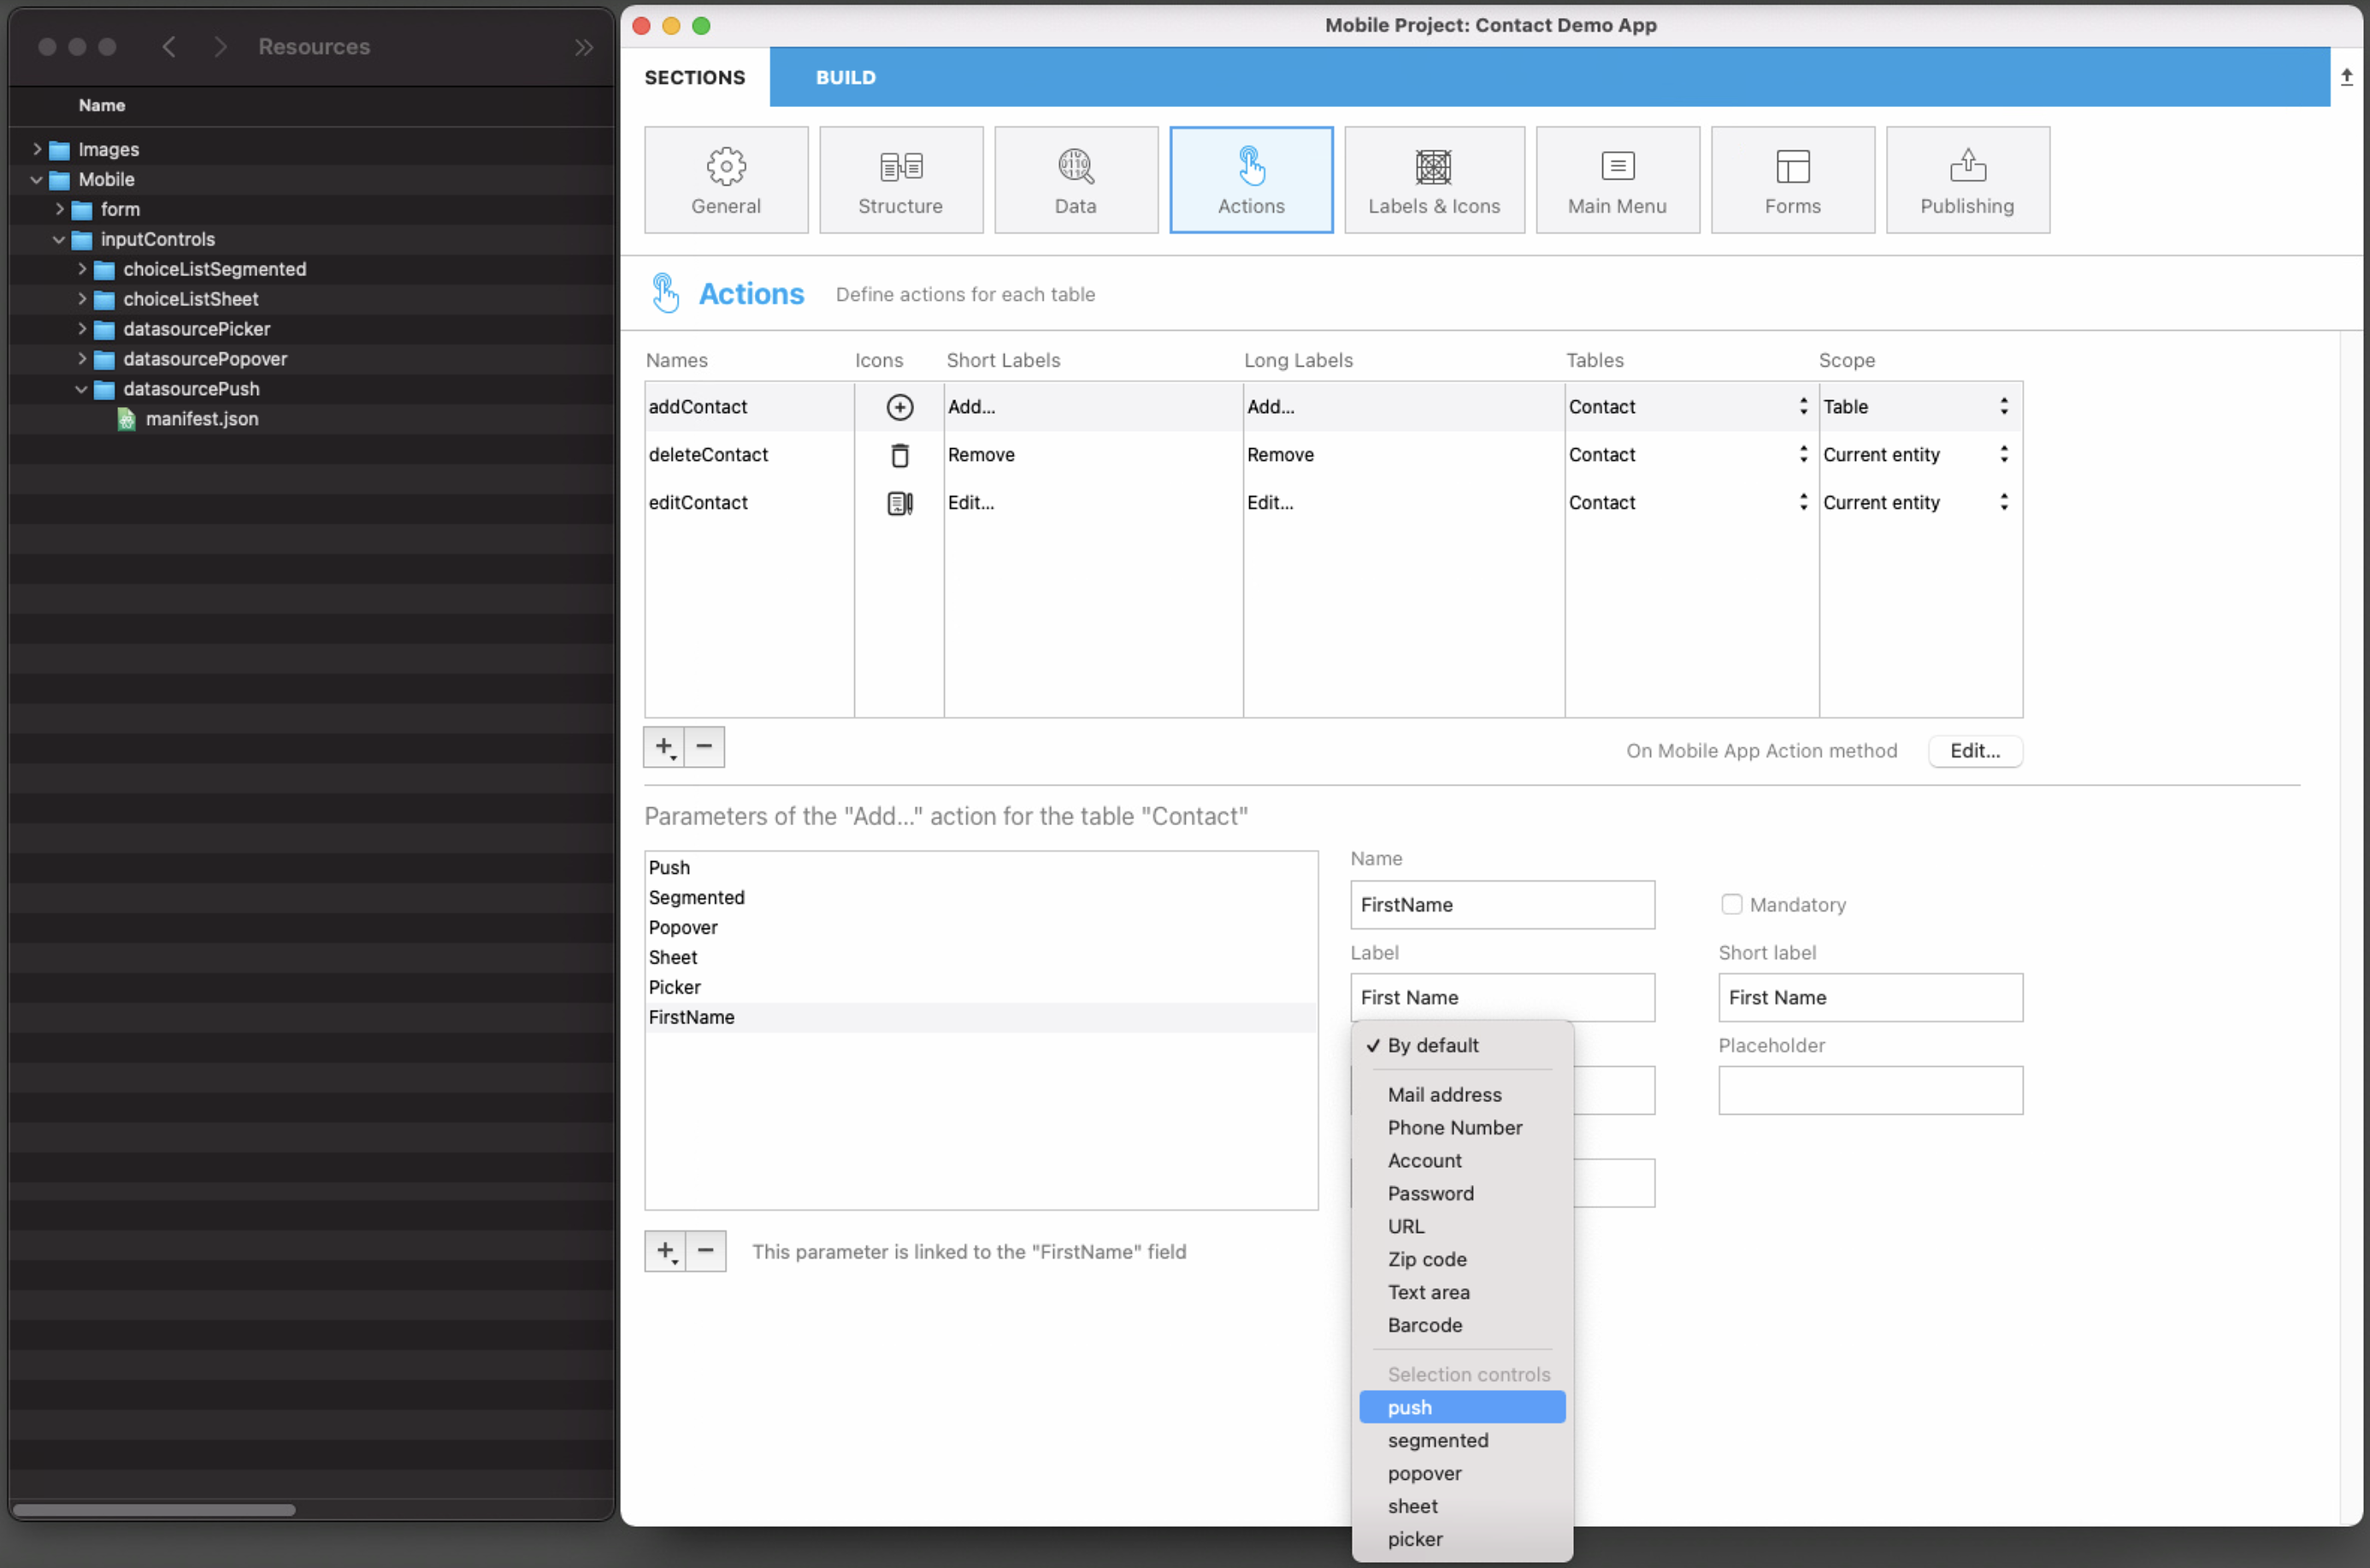 Resources
Name
Images
Mobile
form
inputControls
choiceListSegmented
choiceListSheet
datasourcePicker
datasourcePopover
datasourcePush
manifest.json
Mobile Project: Contact Demo App
SECTIONS BUILD
General Structure Data Actions Labels & Icons Main Menu Forms Publishing
Actions Define actions for each table
Names Icons Short Labels Long Labels Tables Scope
addContact Add... Add... Contact Table
deleteContact Remove Remove Contact Current entity
editContact Edit... Edit... Contact Current entity
On Mobile App Action method Edit...
Parameters of the "Add..." action for the table "Contact"
Push
Segmented
Popover
Sheet
Picker
FirstName
This parameter is linked to the "FirstName" field
Name
FirstName
Mandatory
Label
First Name
Short label
First Name
Placeholder
By default
Mail address
Phone Number
Account
Password
URL
Zip code
Text area
Barcode
Selection controls
push
segmented
popover
sheet
picker